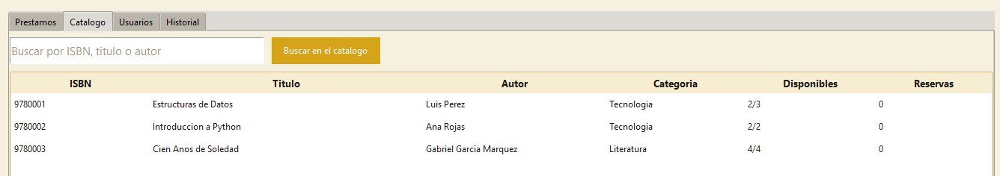 Prestamos Catalogo Usuarios Historial
Buscar por ISBN, titulo o autor Buscar en el catalogo
ISBN Titulo Autor Categoria Disponibles Reservas
9780001 Estructuras de Datos Luis Perez Tecnologia 2/3 0
9780002 Introduccion a Python Ana Rojas Tecnologia 2/2 0
9780003 Cien Anos de Soledad Gabriel Garcia Marquez Literatura 4/4 0